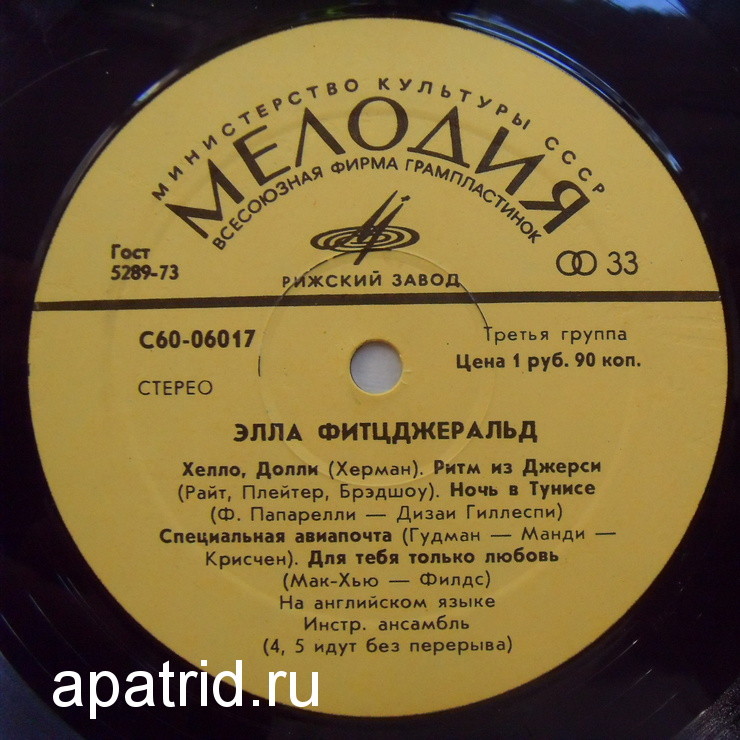 МИНИСТЕРСТВО КУЛЬТУРЫ СССР
МЕЛОДИЯ
ВСЕСОЮЗНАЯ ФИРМА ГРАМПЛАСТИНОК
Гост
5289-73
33
РИЖСКИЙ ЗАВОД
С60-06017
Третья группа
Цена 1 руб. 90 коп.
СТЕРЕО
ЭЛЛА ФИТЦДЖЕРАЛЬД
Хелло, Долли (Херман). Ритм из Джерси
(Райт, Плейтер, Брэдшоу). Ночь в Тунисе
(Ф. Папарелли — Дизаи Гиллеспи)
Специальная авиапочта (Гудман — Манди —
Крисчен). Для тебя только любовь
(Мак-Хью — Филдс)
На английском языке
Инстр. ансамбль
(4, 5 идут без перерыва)
apatrid.ru